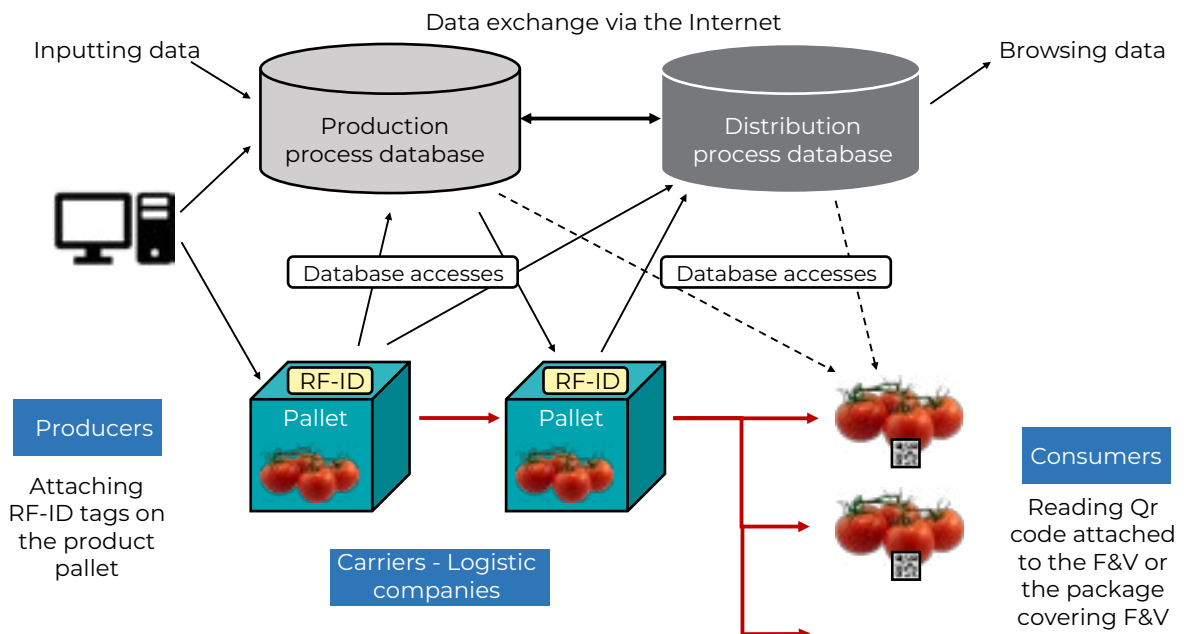 Data exchange via the Internet
Inputting data
Browsing data
Production
process database
Distribution
process database
Database accesses
Database accesses
RF-ID
RF-ID
Pallet
Pallet
Producers
Attaching
RF-ID tags on
the product
pallet
Carriers - Logistic
companies
Consumers
Reading Qr
code attached
to the F&V or
the package
covering F&V